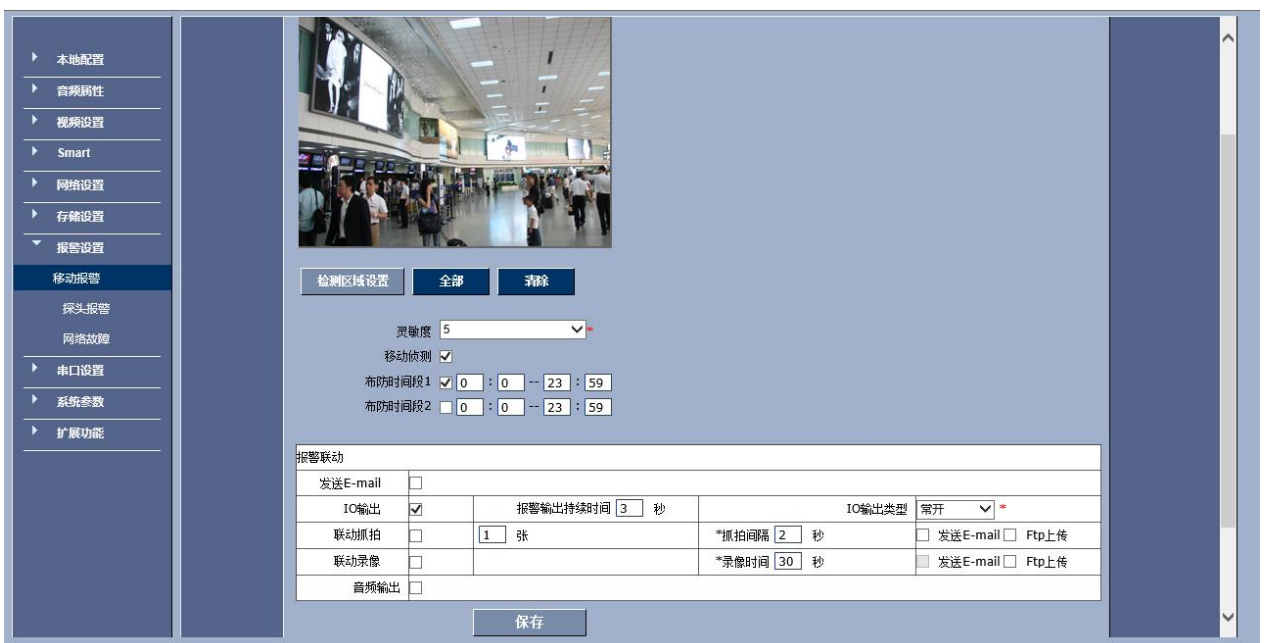 本地配置
音频属性
视频设置
Smart
网络设置
存储设置
报警设置
移动报警
探头报警
网络故障
串口设置
系统参数
扩展功能
检测区域设置 全部 清除
灵敏度 5 *
移动侦测
布防时间段1 0 : 0 -- 23 : 59
布防时间段2 0 : 0 -- 23 : 59
报警联动
发送E-mail
IO输出 报警输出持续时间 3 秒 IO输出类型 常开 *
联动抓拍 1 张 *抓拍间隔 2 秒 发送E-mail Ftp上传
联动录像 *录像时间 30 秒 发送E-mail Ftp上传
音频输出
保存